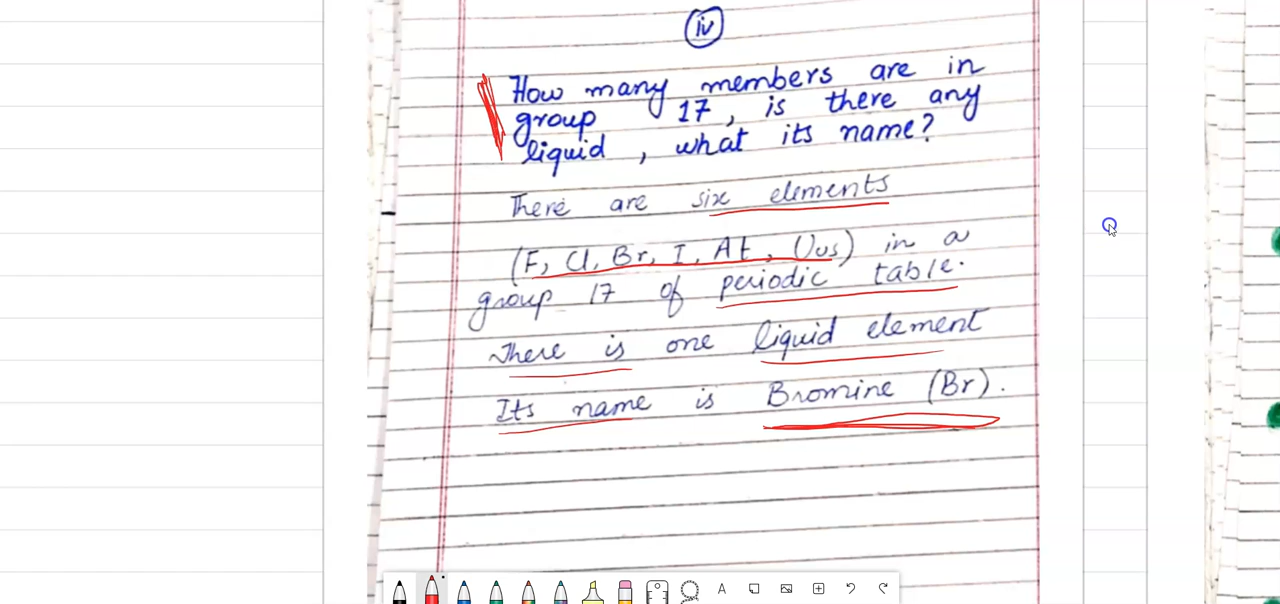 iv
How many members are in
group 17, is there any
liquid, what its name?
There are six elements
(F, Cl, Br, I, At, Uus) in a
group 17 of periodic table.
There is one liquid element
Its name is Bromine (Br).
A